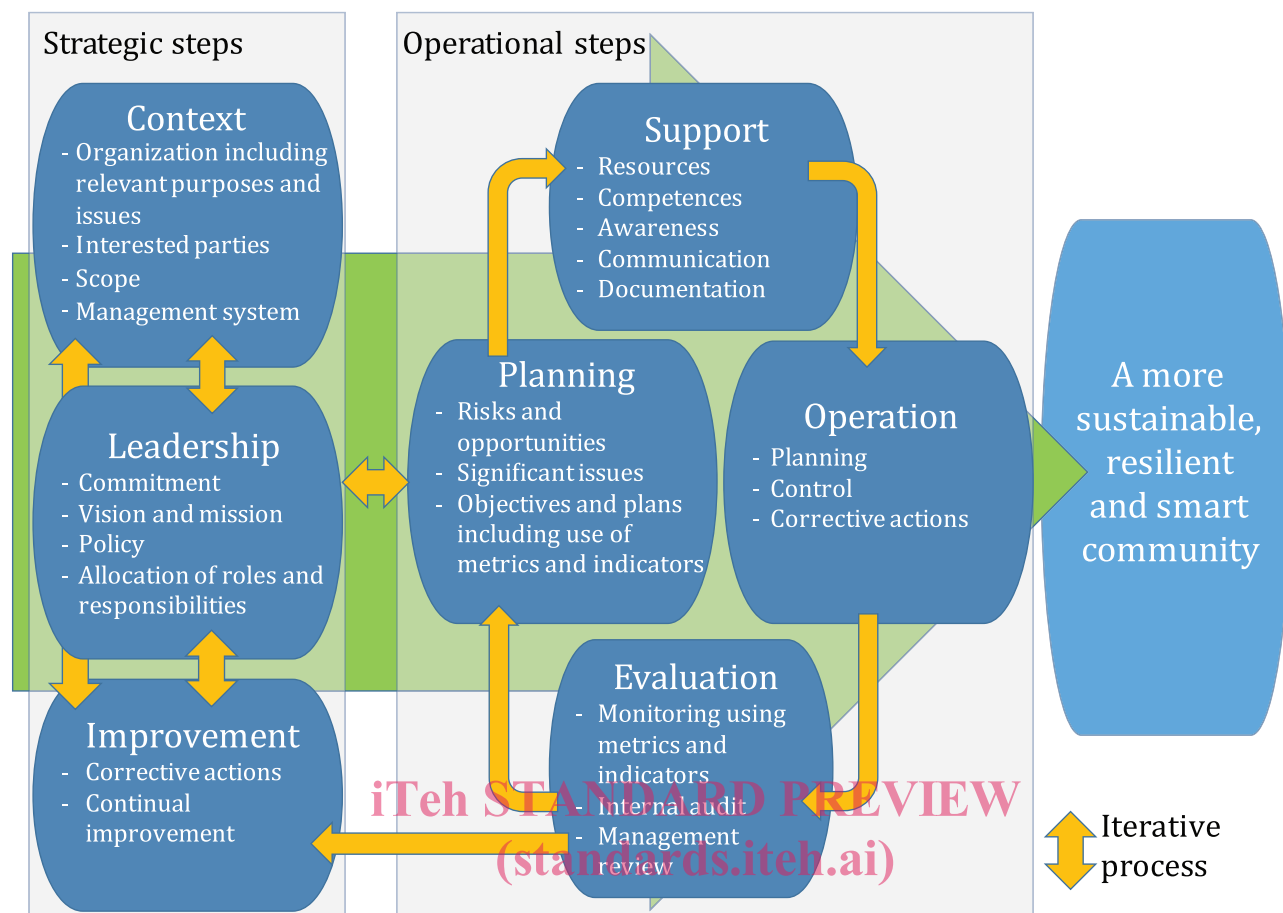 Strategic steps
Context
- Organization including
relevant purposes and
issues
- Interested parties
- Scope
- Management system
Leadership
- Commitment
- Vision and mission
- Policy
- Allocation of roles and
responsibilities
Improvement
- Corrective actions
- Continual
improvement
Operational steps
Support
- Resources
- Competences
- Awareness
- Communication
- Documentation
Planning
- Risks and
opportunities
- Significant issues
- Objectives and plans
including use of
metrics and indicators
Operation
- Planning
- Control
- Corrective actions
Evaluation
- Monitoring using
metrics and
indicators
- Internal audit
- Management
review
iTeh STANDARD PREVIEW
(standards.iteh.ai)
A more
sustainable,
resilient
and smart
community
Iterative
process